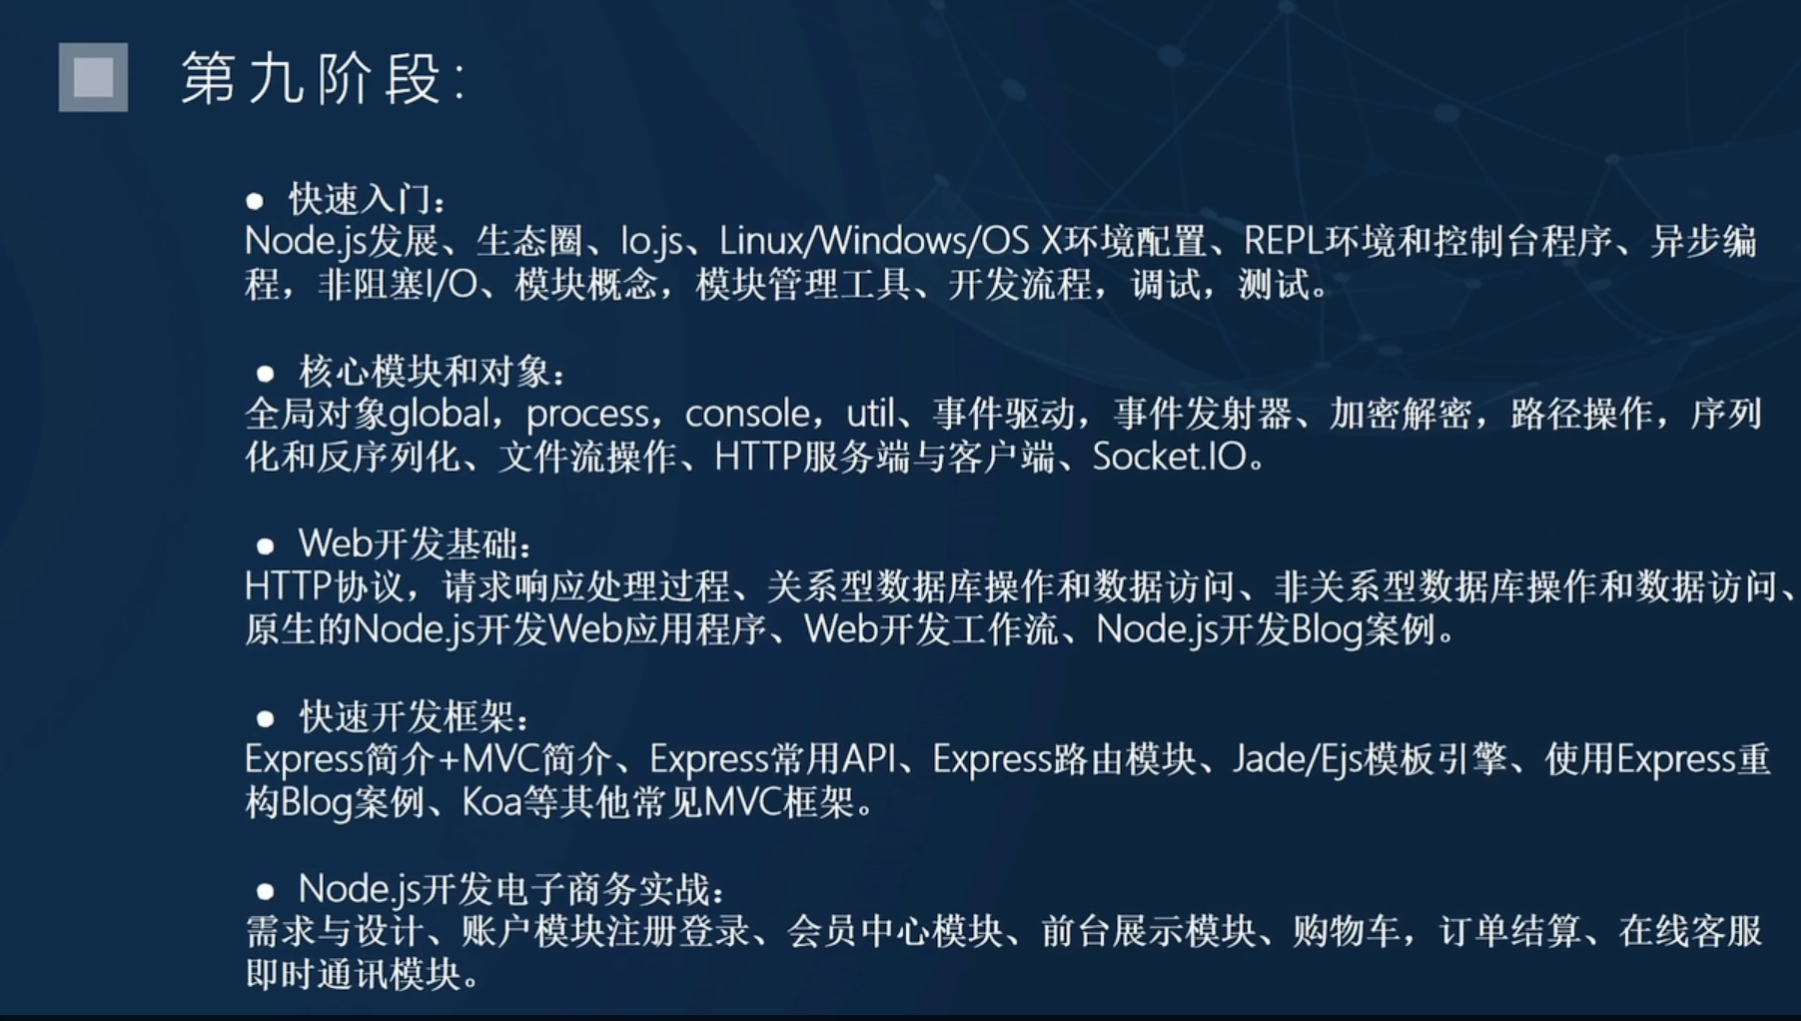 第九阶段：
● 快速入门：
Node.js发展、生态圈、Io.js、Linux/Windows/OS X环境配置、REPL环境和控制台程序、异步编
程，非阻塞I/O、模块概念，模块管理工具、开发流程，调试，测试。
● 核心模块和对象：
全局对象global，process，console，util、事件驱动，事件发射器、加密解密，路径操作，序列
化和反序列化、文件流操作、HTTP服务端与客户端、Socket.IO。
● Web开发基础：
HTTP协议，请求响应处理过程、关系型数据库操作和数据访问、非关系型数据库操作和数据访问、
原生的Node.js开发Web应用程序、Web开发工作流、Node.js开发Blog案例。
● 快速开发框架：
Express简介+MVC简介、Express常用API、Express路由模块、Jade/Ejs模板引擎、使用Express重
构Blog案例、Koa等其他常见MVC框架。
● Node.js开发电子商务实战：
需求与设计、账户模块注册登录、会员中心模块、前台展示模块、购物车，订单结算、在线客服
即时通讯模块。